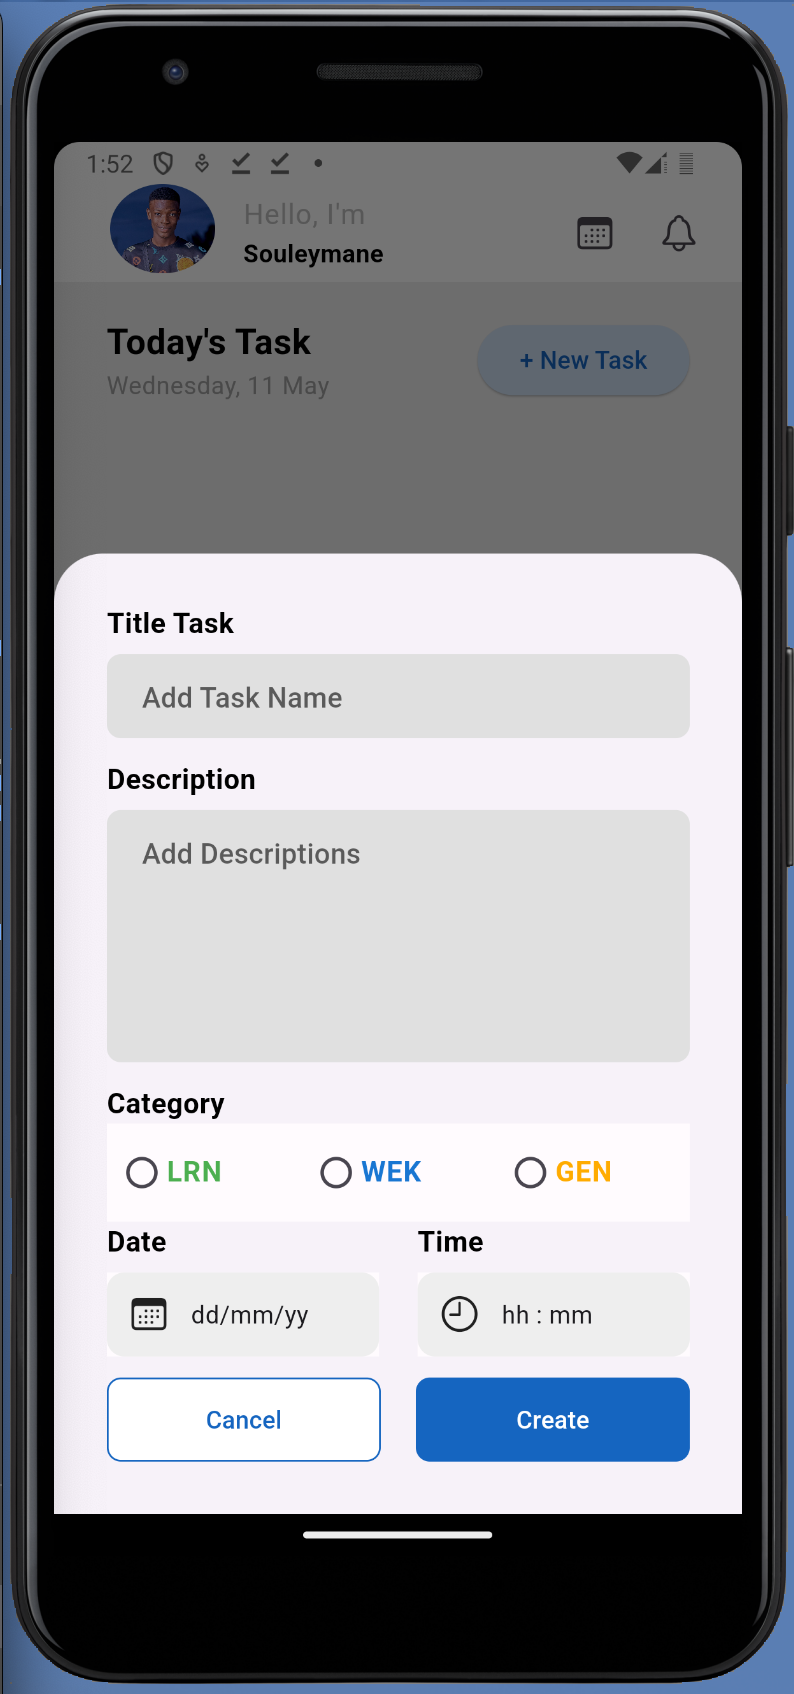 1:52
Hello, I'm
Souleymane
Today's Task
Wednesday, 11 May
+ New Task
Title Task
Add Task Name
Description
Add Descriptions
Category
LRN WEK GEN
Date Time
dd/mm/yy hh : mm
Cancel Create